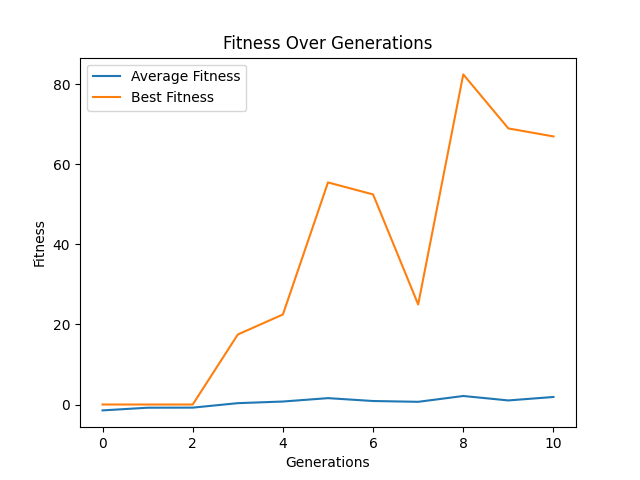 Fitness Over Generations
Average Fitness
Best Fitness
80
60
40
20
0
Fitness
0 2 4 6 8 10
Generations